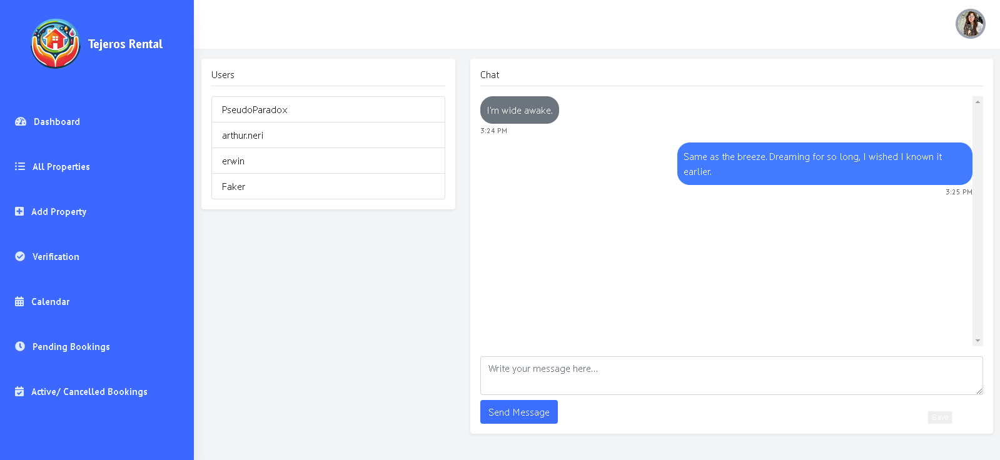 Tejeros Rental
Dashboard
All Properties
Add Property
Verification
Calendar
Pending Bookings
Active/ Cancelled Bookings
Users
PseudoParadox
arthur.neri
erwin
Faker
Chat
I'm wide awake.
3:24 PM
Same as the breeze. Dreaming for so long, I wished I known it
earlier.
3:25 PM
Write your message here...
Send Message
Save